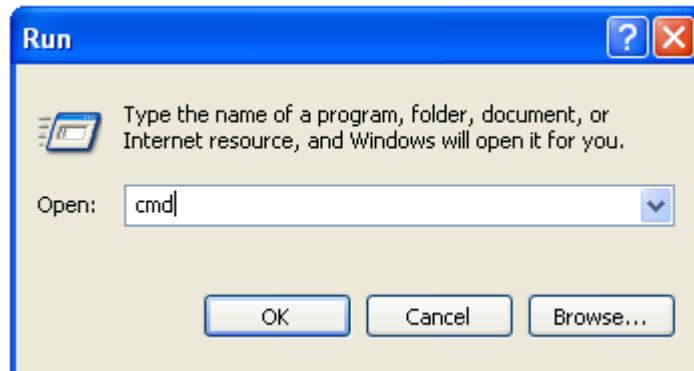 Run
Type the name of a program, folder, document, or
Internet resource, and Windows will open it for you.
Open: cmd
OK Cancel Browse...